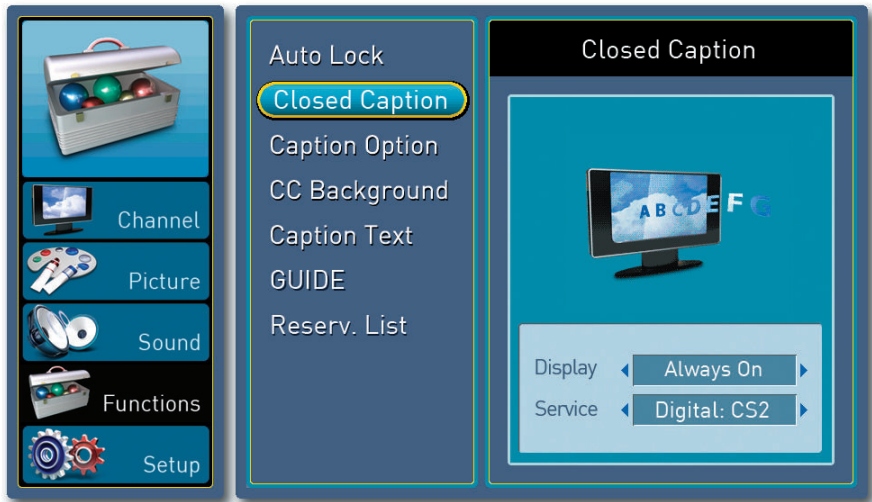 Channel
Picture
Sound
Functions
Setup
Auto Lock
Closed Caption
Caption Option
CC Background
Caption Text
GUIDE
Reserv. List
Closed Caption
A B C D E F G
Display Always On
Service Digital: CS2